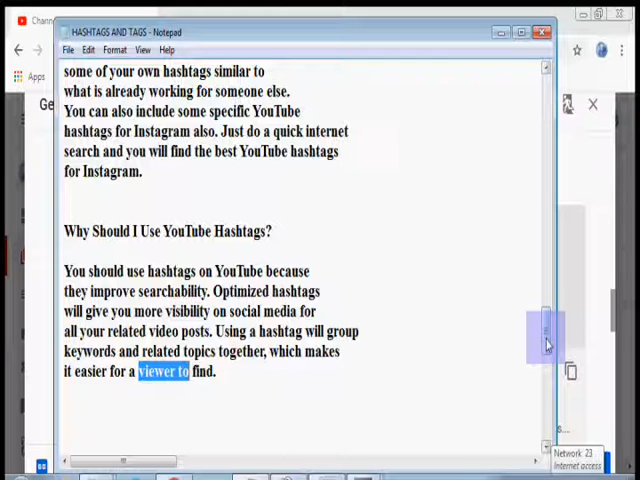 Chann
HASHTAGS AND TAGS - Notepad
File Edit Format View Help
Apps
Ge
some of your own hashtags similar to
what is already working for someone else.
You can also include some specific YouTube
hashtags for Instagram also. Just do a quick internet
search and you will find the best YouTube hashtags
for Instagram.
Why Should I Use YouTube Hashtags?
You should use hashtags on YouTube because
they improve searchability. Optimized hashtags
will give you more visibility on social media for
all your related video posts. Using a hashtag will group
keywords and related topics together, which makes
it easier for a viewer to find.
Network 23
Internet access